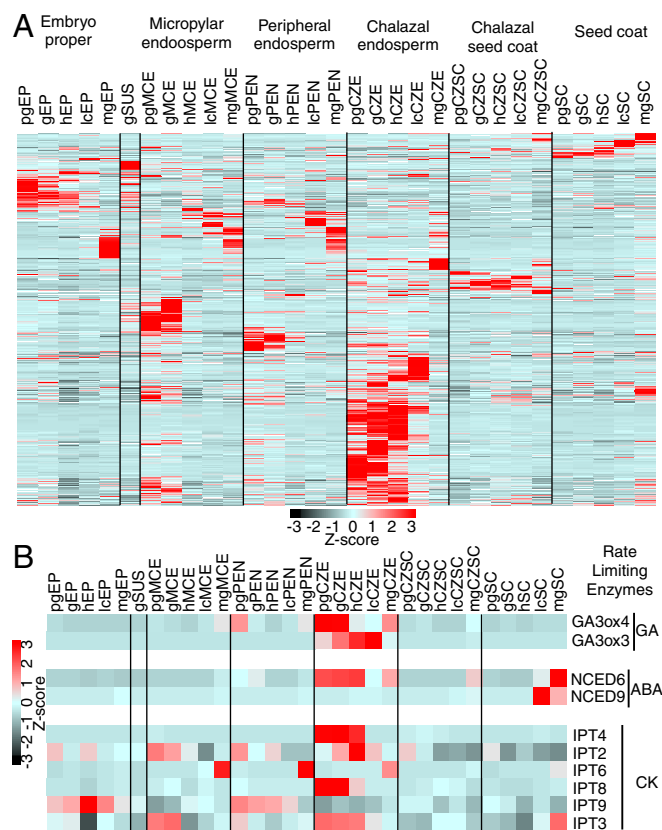 A
Embryo proper
Micropylar endoosperm
Peripheral endosperm
Chalazal endosperm
Chalazal seed coat
Seed coat
pgEP gEP hEP lcEP mgEP gSUS pgMCE gMCE hMCE lcMCE mgMCE pgPEN gPEN hPEN lcPEN mgPEN pgCZE gCZE hCZE lcCZE mgCZE pgCZSC gCZSC hCZSC lcCZSC mgCZSC pgSC gSC hSC lcSC mgSC
-3 -2 -1 0 1 2 3
Z-score
B
pgEP gEP hEP lcEP mgEP gSUS pgMCE gMCE hMCE lcMCE mgMCE pgPEN gPEN hPEN lcPEN mgPEN pgCZE gCZE hCZE lcCZE mgCZE pgCZSC gCZSC hCZSC lcCZSC mgCZSC pgSC gSC hSC lcSC mgSC
Rate Limiting Enzymes
-3 -2 -1 0 1 2 3
Z-score
GA3ox4
GA3ox3
GA
NCED6
NCED9
ABA
IPT4
IPT2
IPT6
IPT8
IPT9
IPT3
CK